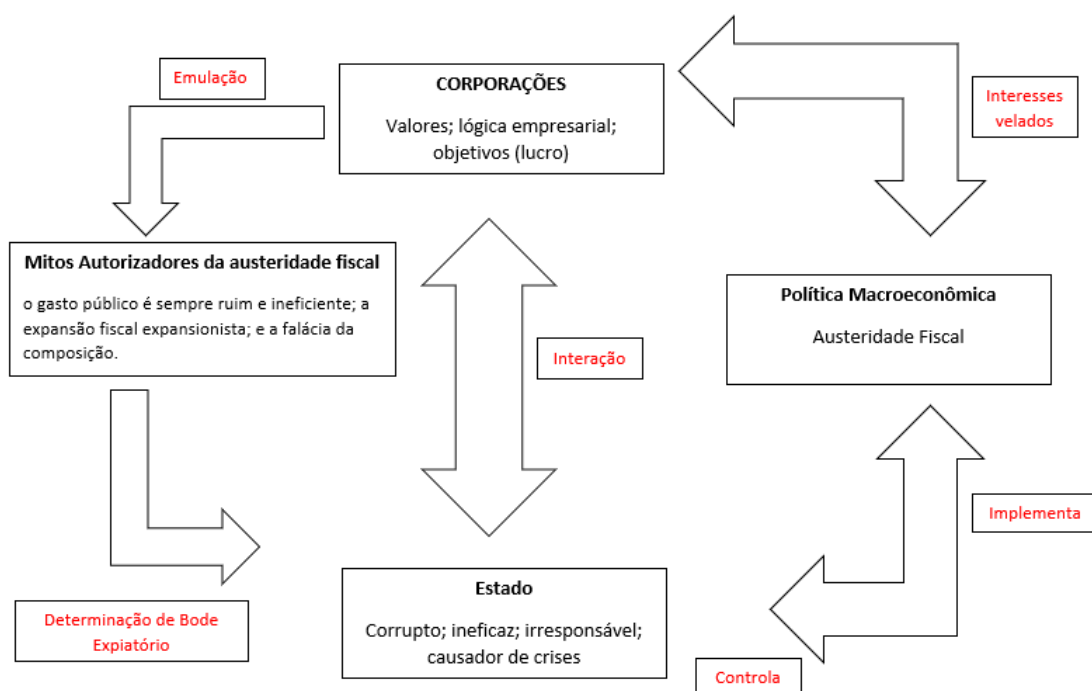 Emulação
CORPORAÇÕES
Valores; lógica empresarial;
objetivos (lucro)
Interesses
velados
Mitos Autorizadores da austeridade fiscal
o gasto público é sempre ruim e ineficiente; a
expansão fiscal expansionista; e a falácia da
composição.
Interação
Política Macroeconômica
Austeridade Fiscal
Determinação de Bode
Expiatório
Estado
Corrupto; ineficaz; irresponsável;
causador de crises
Implementa
Controla